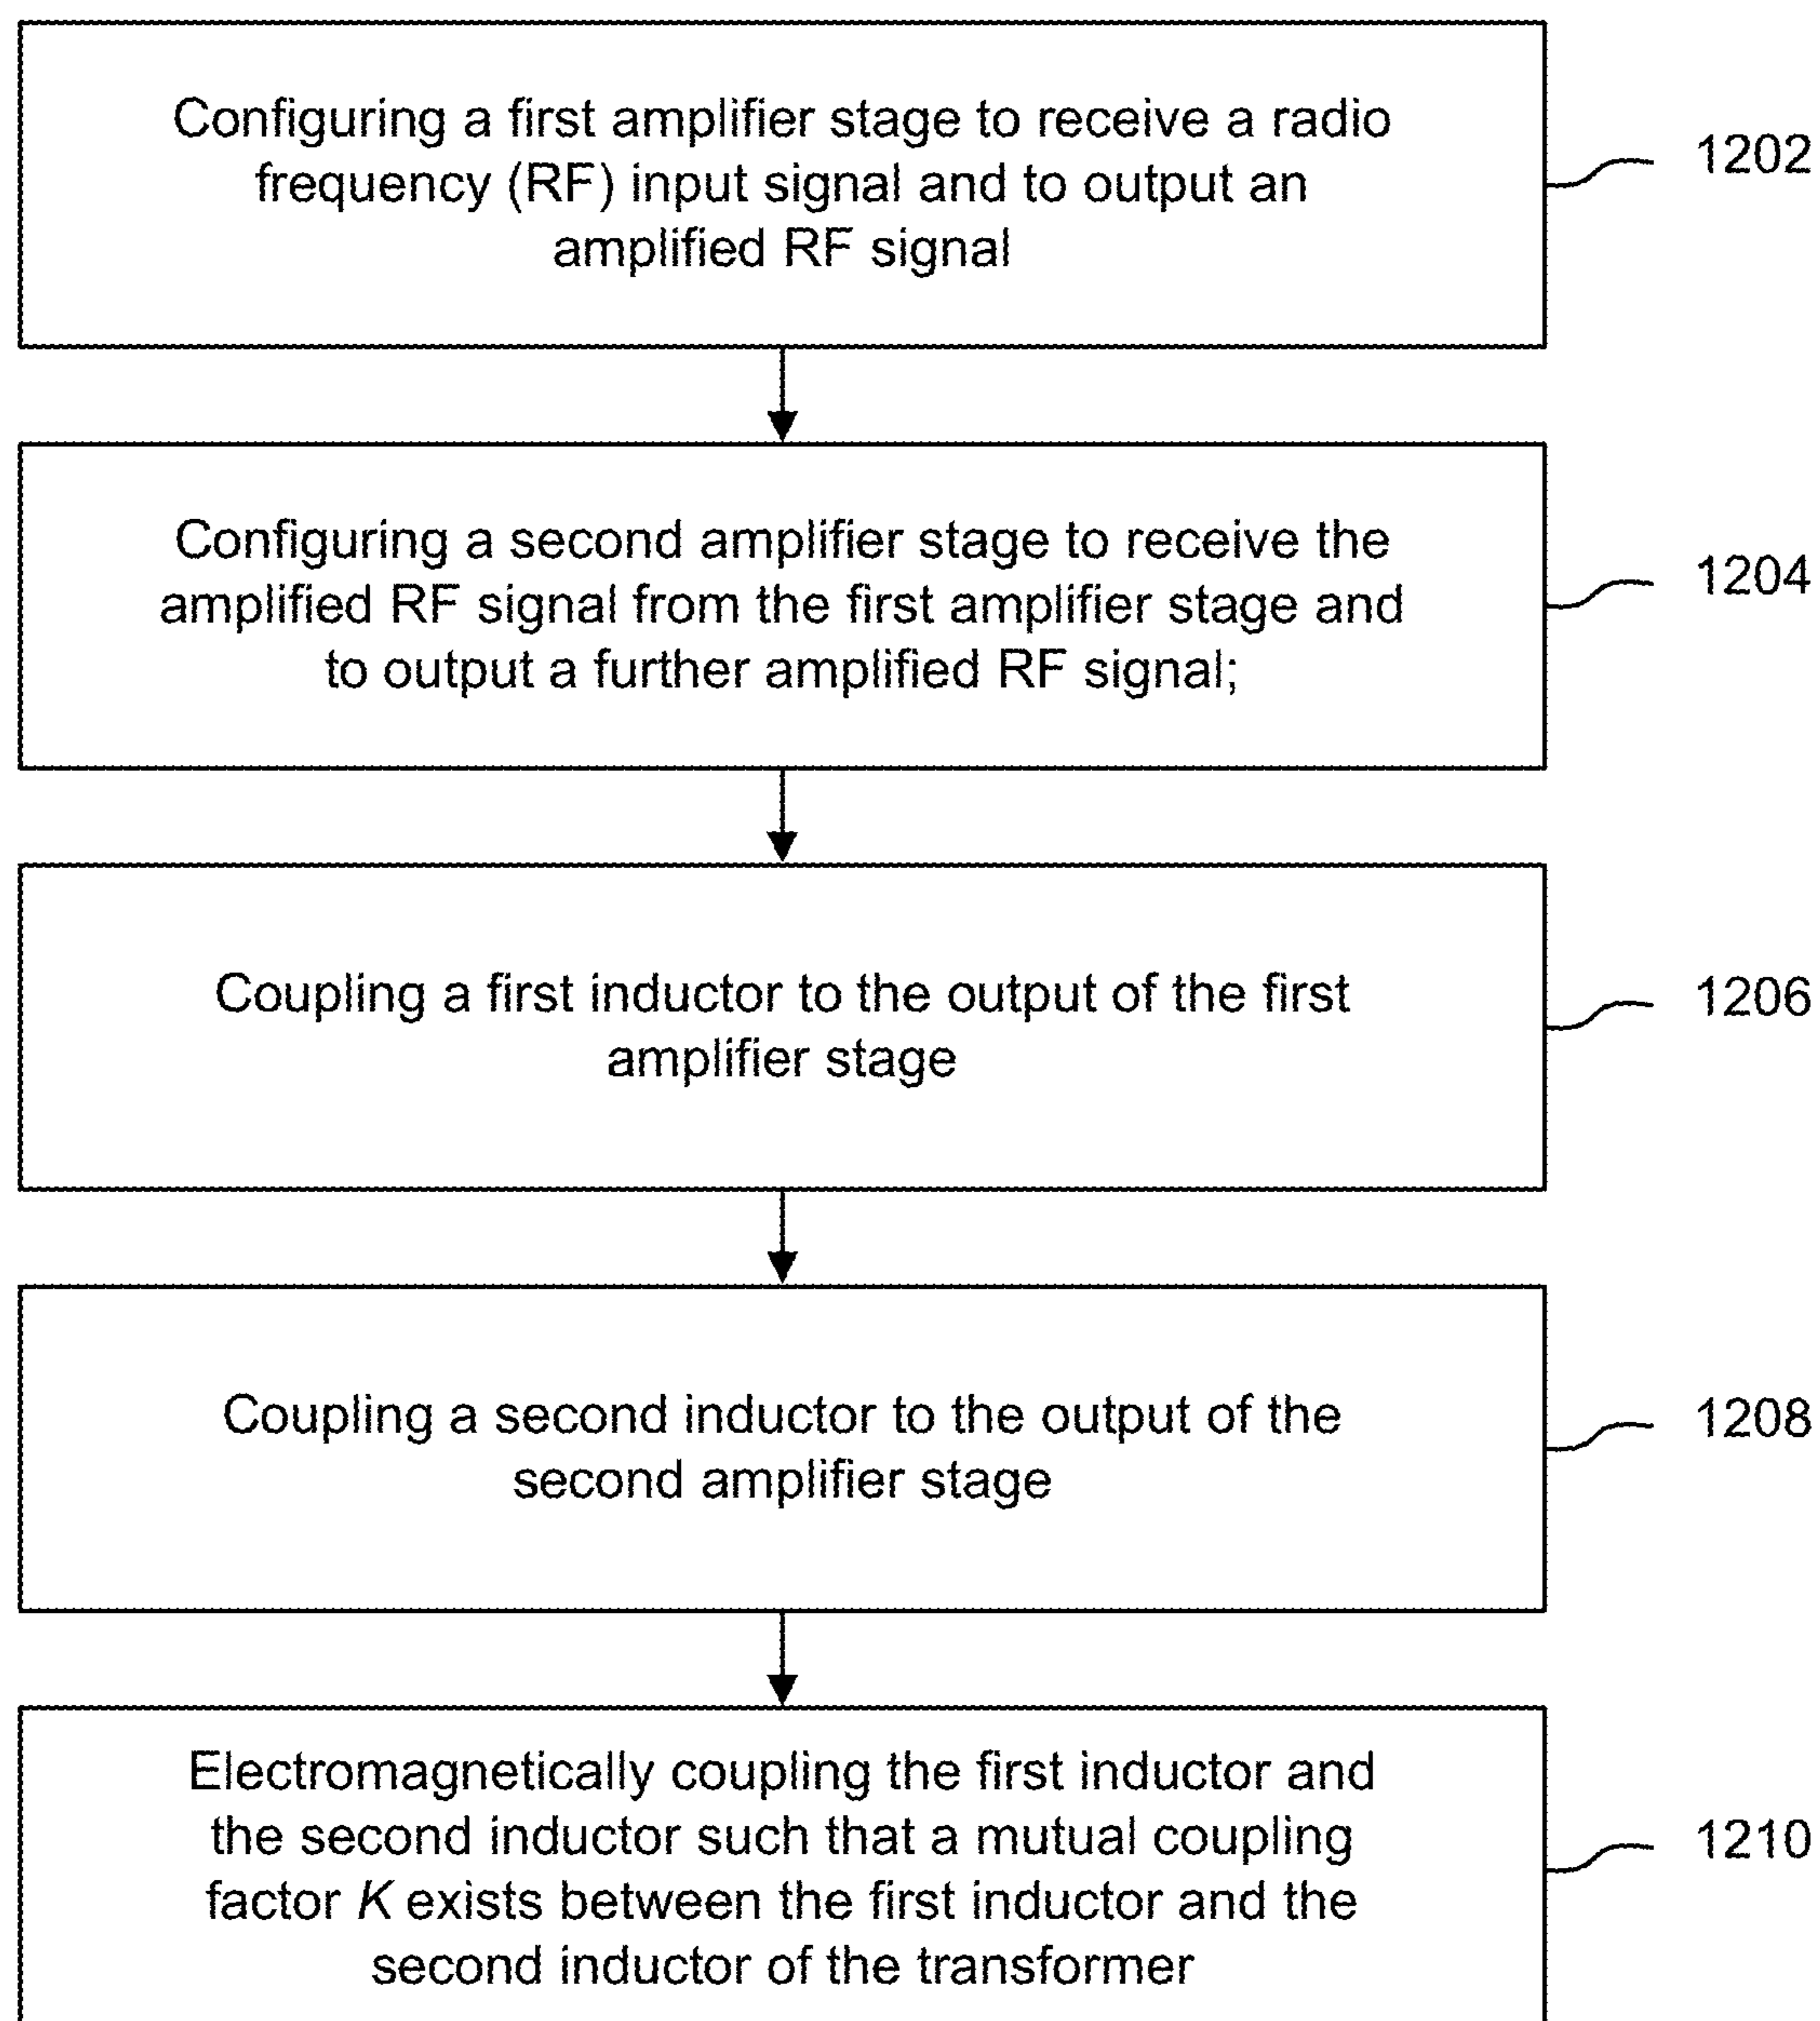 Configuring a first amplifier stage to receive a radio
frequency (RF) input signal and to output an
amplified RF signal
1202
Configuring a second amplifier stage to receive the
amplified RF signal from the first amplifier stage and
to output a further amplified RF signal;
1204
Coupling a first inductor to the output of the first
amplifier stage
1206
Coupling a second inductor to the output of the
second amplifier stage
1208
Electromagnetically coupling the first inductor and
the second inductor such that a mutual coupling
factor K exists between the first inductor and the
second inductor of the transformer
1210